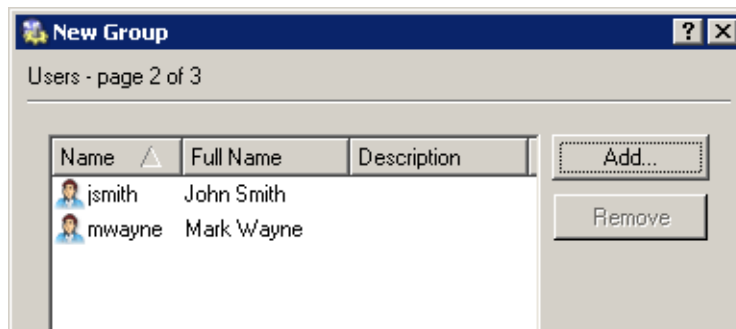 New Group
Users - page 2 of 3
Name Full Name Description Add...
jsmith John Smith
mwayne Mark Wayne Remove